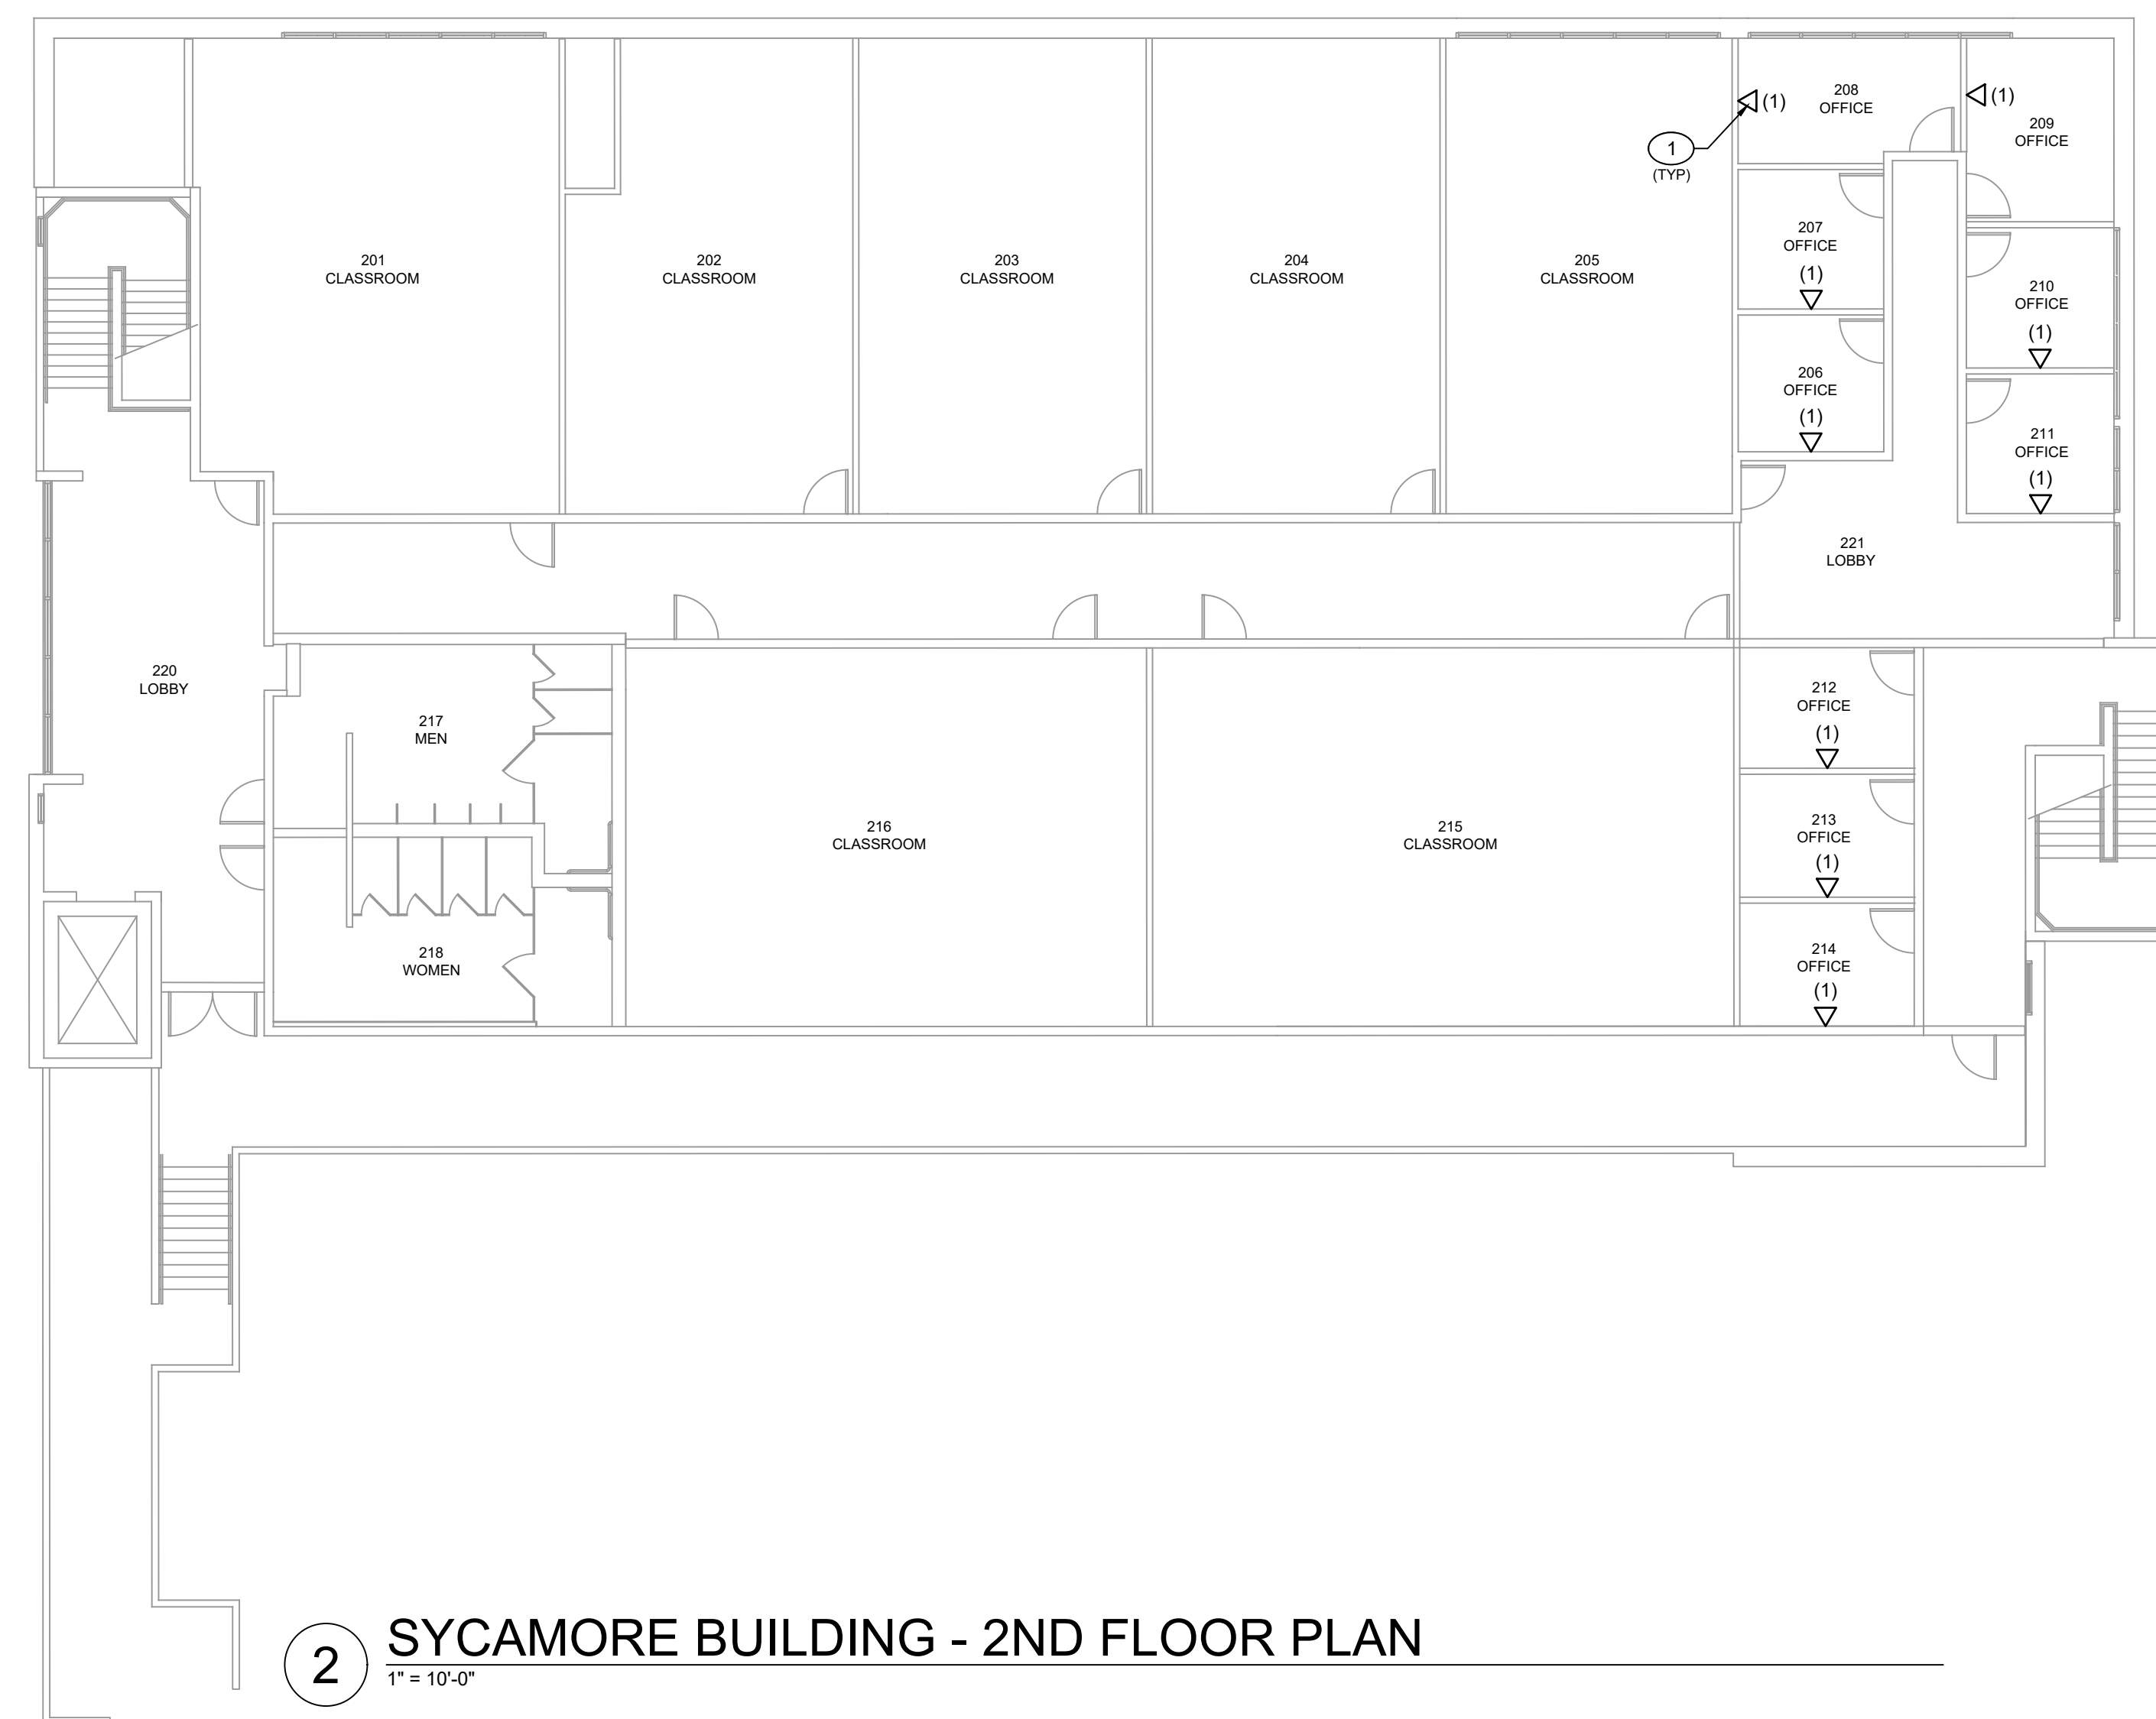 (1)
208
OFFICE
(1)
209
OFFICE
1
(TYP)
207
OFFICE
(1)
201
CLASSROOM
202
CLASSROOM
203
CLASSROOM
204
CLASSROOM
205
CLASSROOM
210
OFFICE
(1)
206
OFFICE
(1)
211
OFFICE
(1)
221
LOBBY
220
LOBBY
217
MEN
212
OFFICE
(1)
216
CLASSROOM
215
CLASSROOM
213
OFFICE
(1)
218
WOMEN
214
OFFICE
(1)
2
SYCAMORE BUILDING - 2ND FLOOR PLAN
1" = 10'-0"